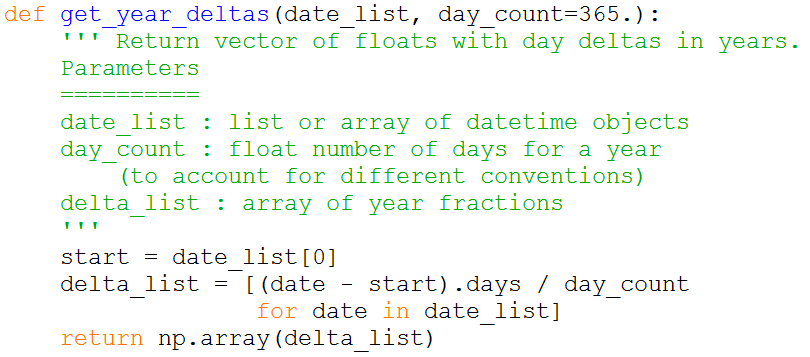 def get_year_deltas(date_list, day_count=365.):
    ''' Return vector of floats with day deltas in years.
    Parameters
    ==========
    date_list : list or array of datetime objects
    day_count : float number of days for a year
        (to account for different conventions)
    delta_list : array of year fractions
    '''
    start = date_list[0]
    delta_list = [(date - start).days / day_count
                  for date in date_list]
    return np.array(delta_list)